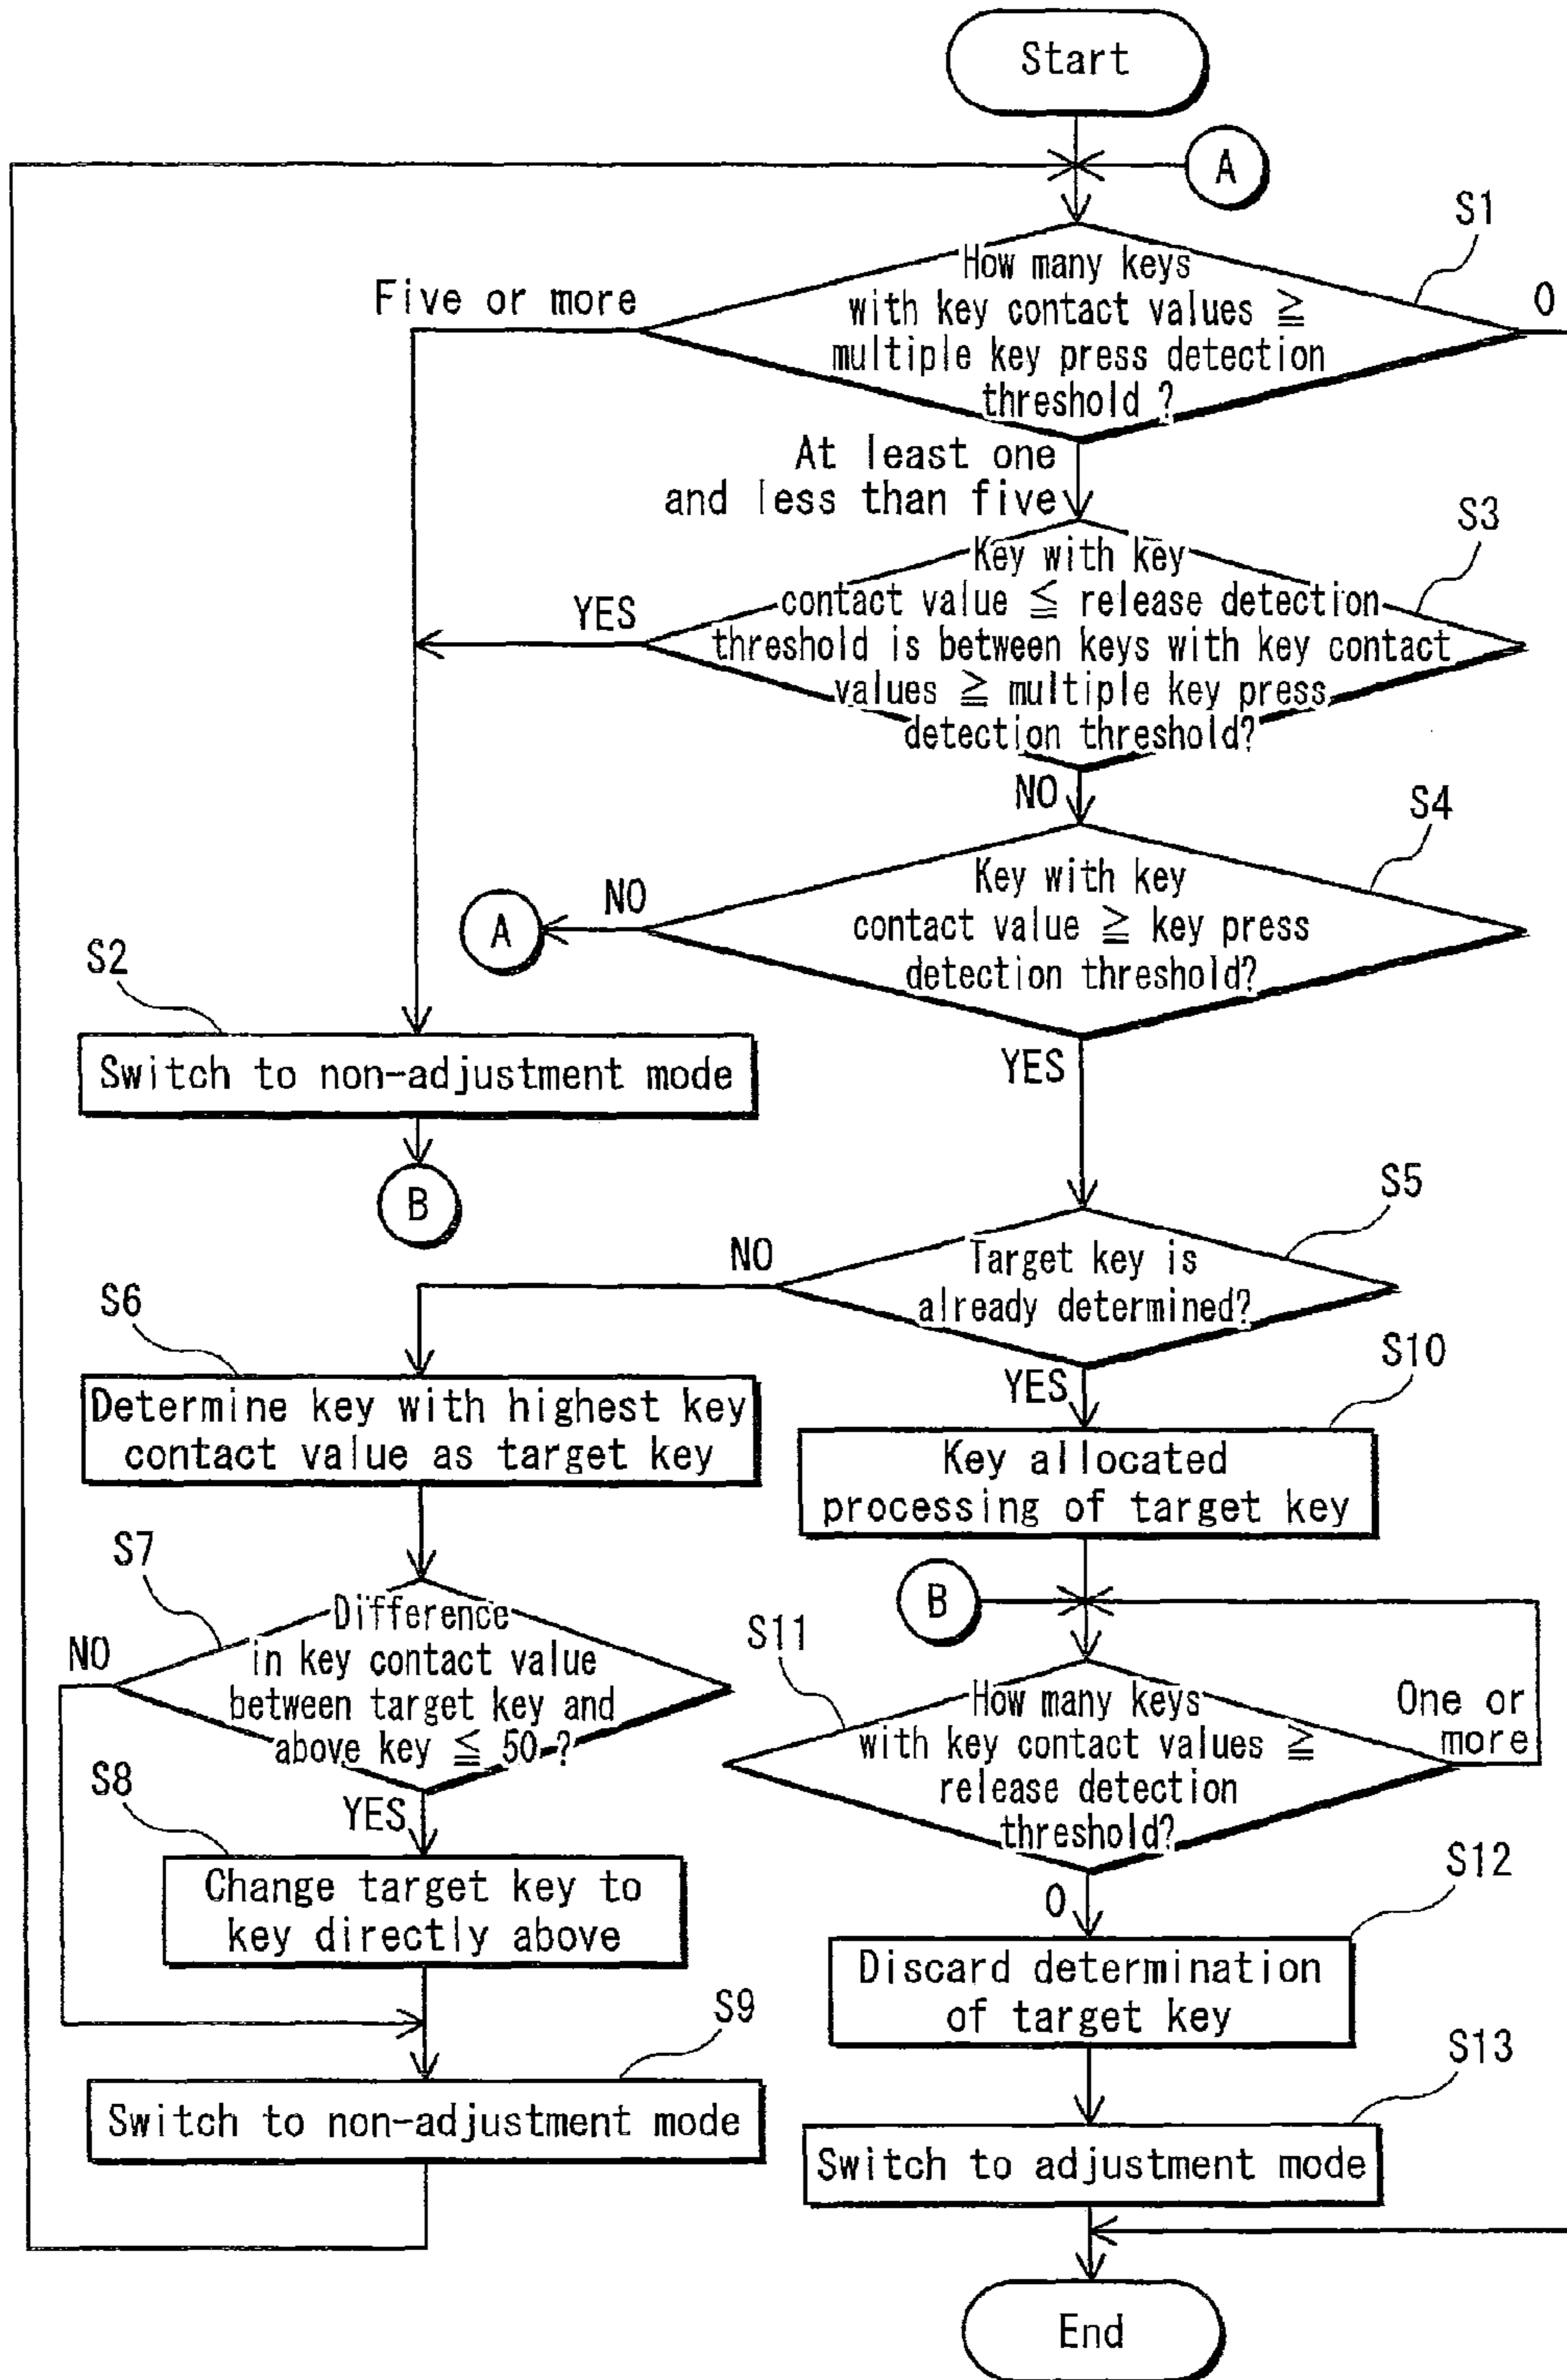 Start
A
S1
How many keys
with key contact values ≧
multiple key press detection
threshold ?
Five or more
0
At least one
and less than five
S3
Key with key
contact value ≦ release detection
threshold is between keys with key contact
values ≧ multiple key press
detection threshold?
YES
NO
S4
Key with key
contact value ≧ key press
detection threshold?
NO
A
YES
S2
Switch to non-adjustment mode
B
S5
Target key is
already determined?
NO
YES
S6
Determine key with highest key
contact value as target key
S10
Key allocated
processing of target key
S7
Difference
in key contact value
between target key and
above key ≦ 50 ?
NO
YES
B
S11
How many keys
with key contact values ≧
release detection
threshold?
One or
more
0
S8
Change target key to
key directly above
S12
Discard determination
of target key
S9
Switch to non-adjustment mode
S13
Switch to adjustment mode
End